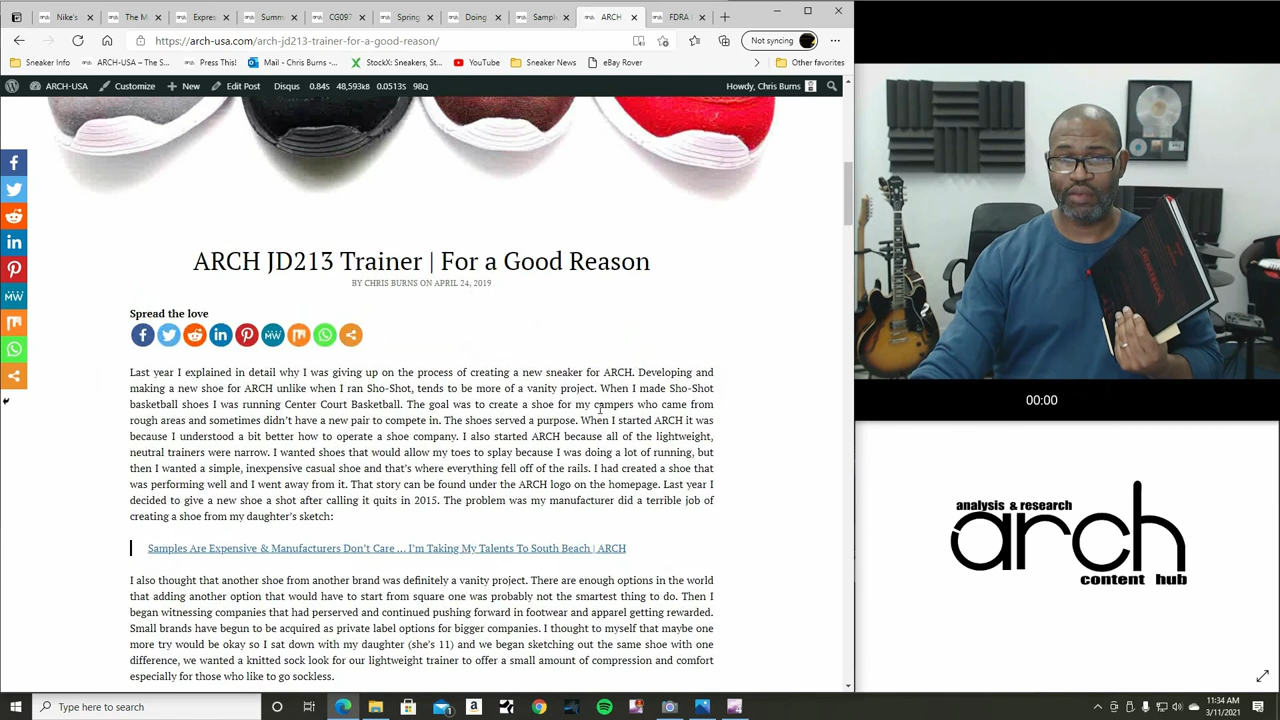 Nike's
The M
Expres
Summ
CG097
Spring
Doing
Sampl
ARCH
FDRA
https://arch-usa.com/arch-jd213-trainer-for-a-good-reason/
Not syncing
Sneaker Info
ARCH-USA – The S...
Press This!
Mail - Chris Burns -...
StockX: Sneakers, St...
YouTube
Sneaker News
eBay Rover
Other favorites
ARCH-USA
Customize
New
Edit Post
Disqus
0.84s
48,593kB
0.0513s
98Q
Howdy, Chris Burns
ARCH JD213 Trainer | For a Good Reason
BY CHRIS BURNS ON APRIL 24, 2019
Spread the love
MW
MW
Last year I explained in detail why I was giving up on the process of creating a new sneaker for ARCH. Developing and
making a new shoe for ARCH unlike when I ran Sho-Shot, tends to be more of a vanity project. When I made Sho-Shot
basketball shoes I was running Center Court Basketball. The goal was to create a shoe for my campers who came from
rough areas and sometimes didn't have a new pair to compete in. The shoes served a purpose. When I started ARCH it was
because I understood a bit better how to operate a shoe company. I also started ARCH because all of the lightweight,
neutral trainers were narrow. I wanted shoes that would allow my toes to splay because I was doing a lot of running, but
then I wanted a simple, inexpensive casual shoe and that's where everything fell off of the rails. I had created a shoe that
was performing well and I went away from it. That story can be found under the ARCH logo on the homepage. Last year I
decided to give a new shoe a shot after calling it quits in 2015. The problem was my manufacturer did a terrible job of
creating a shoe from my daughter's sketch:
Samples Are Expensive & Manufacturers Don't Care ... I'm Taking My Talents To South Beach | ARCH
I also thought that another shoe from another brand was definitely a vanity project. There are enough options in the world
that adding another option that would have to start from square one was probably not the smartest thing to do. Then I
began witnessing companies that had perserved and continued pushing forward in footwear and apparel getting rewarded.
Small brands have begun to be acquired as private label options for bigger companies. I thought to myself that maybe one
more try would be okay so I sat down with my daughter (she's 11) and we began sketching out the same shoe with one
difference, we wanted a knitted sock look for our lightweight trainer to offer a small amount of compression and comfort
especially for those who like to go sockless.
00:00
analysis & research
arch
content hub
Type here to search
11:34 AM
3/11/2021